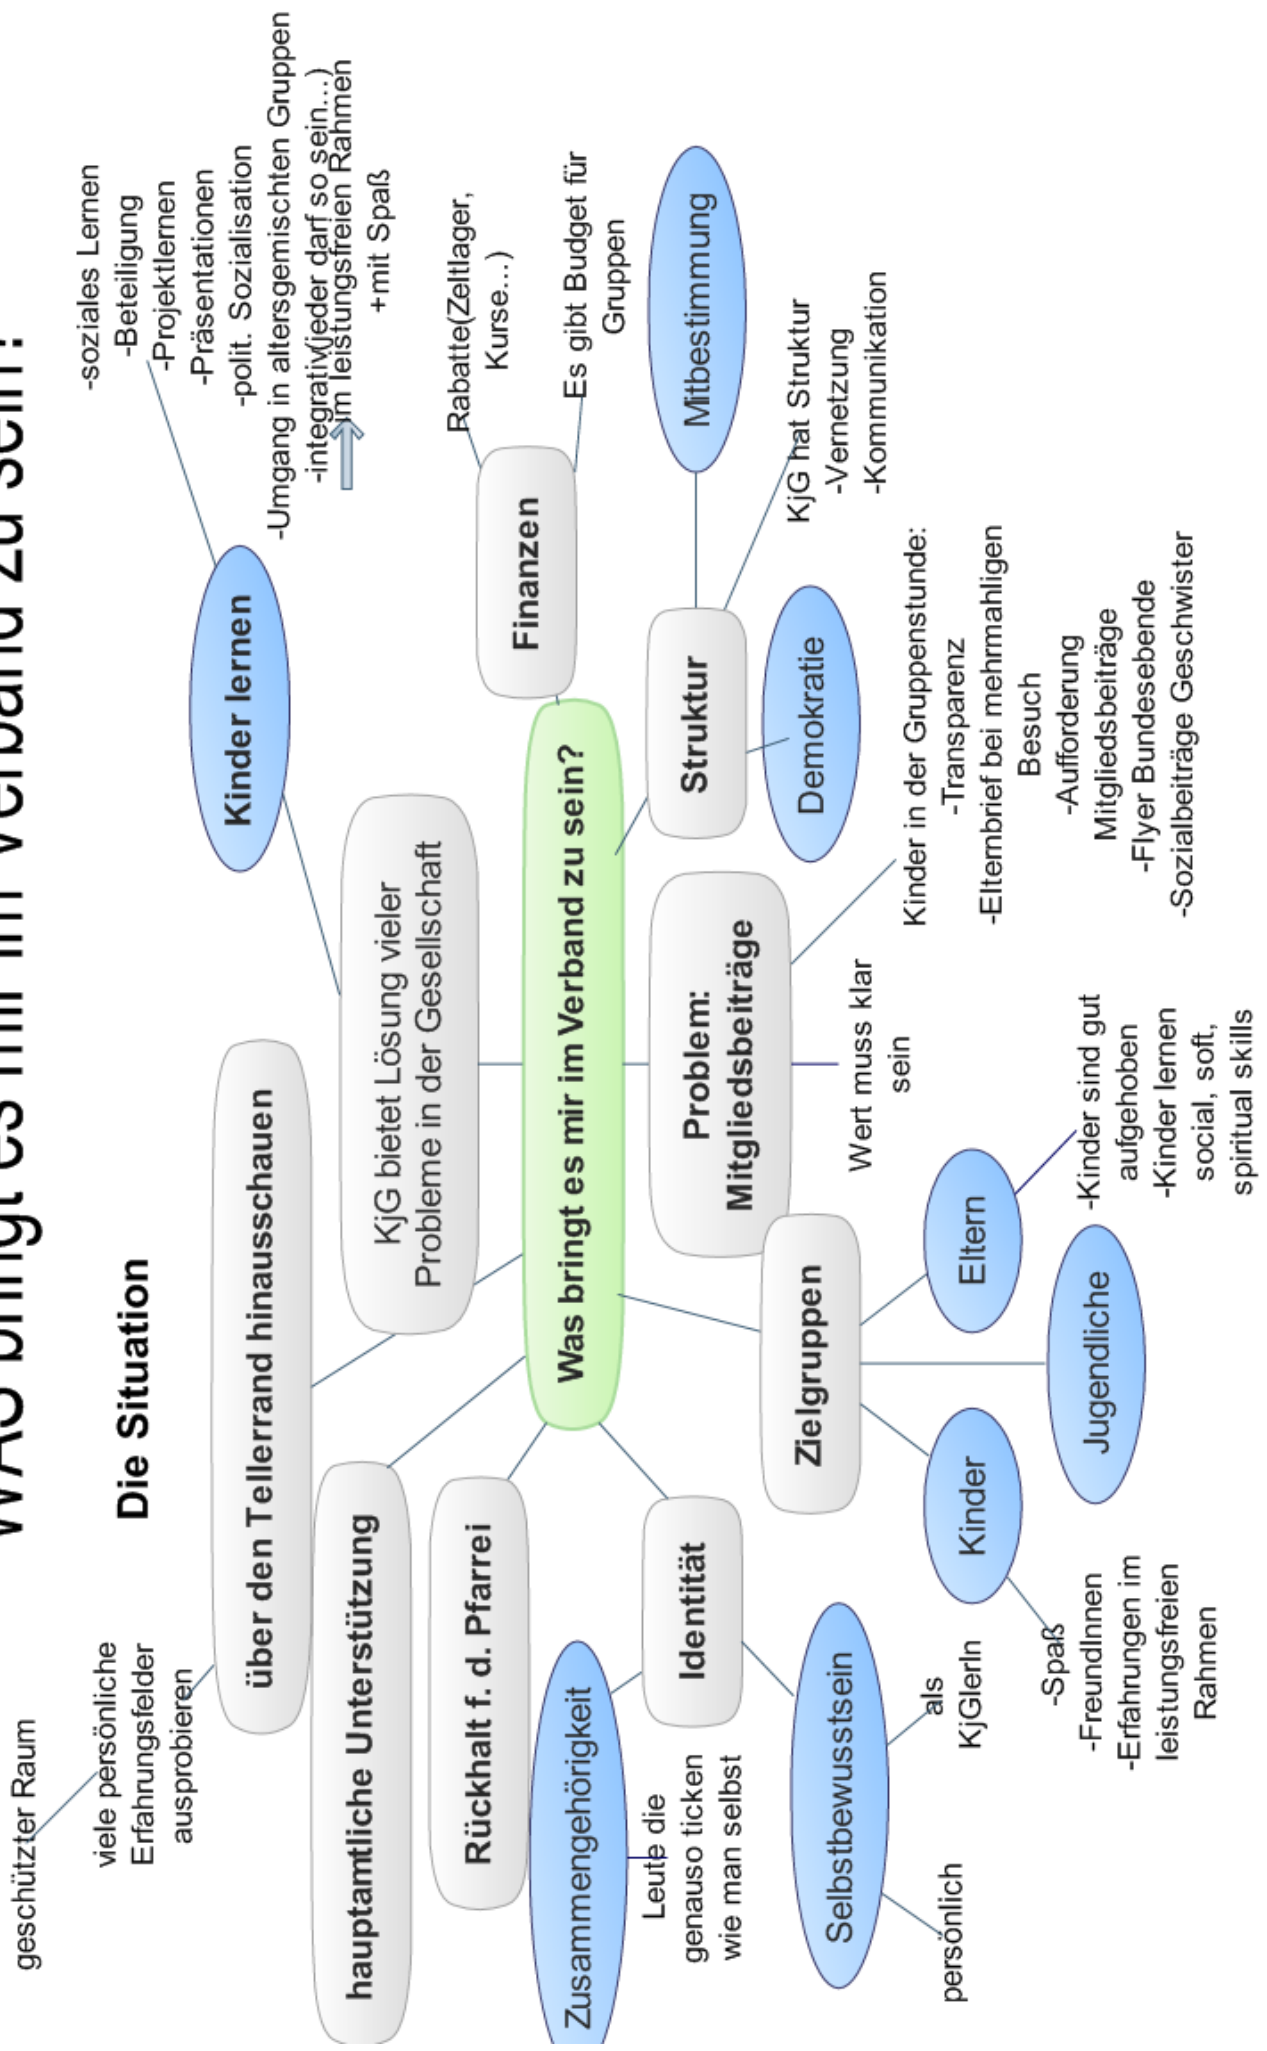 WAS bringt es mir im Verband zu sein?
Die Situation
geschützter Raum
viele persönliche
Erfahrungsfelder
ausprobieren
über den Tellerrand hinausschauen
hauptamtliche Unterstützung
Rückhalt f. d. Pfarrei
KjG bietet Lösung vieler
Probleme in der Gesellschaft
Kinder lernen
-soziales Lernen
-Beteiligung
-Projektlernen
-Präsentationen
-polit. Sozialisation
-Umgang in altersgemischten Gruppen
-integrativ(jeder darf so sein...)
im leistungsfreien Rahmen
+mit Spaß
Finanzen
Rabatte(Zeltlager,
Kurse...)
Es gibt Budget für
Gruppen
Was bringt es mir im Verband zu sein?
Struktur
Mitbestimmung
KjG hat Struktur
-Vernetzung
-Kommunikation
Demokratie
Problem:
Mitgliedsbeiträge
Wert muss klar
sein
Kinder in der Gruppenstunde:
-Transparenz
-Elternbrief bei mehrmahligen
Besuch
-Aufforderung
Mitgliedsbeiträge
-Flyer Bundesebende
-Sozialbeiträge Geschwister
Zielgruppen
Eltern
-Kinder sind gut
aufgehoben
-Kinder lernen
social, soft,
spiritual skills
Jugendliche
Kinder
-Spaß
-FreundInnen
-Erfahrungen im
leistungsfreien
Rahmen
Identität
Zusammengehörigkeit
Leute die
genauso ticken
wie man selbst
Selbstbewusstsein
als
KjGlerIn
persönlich